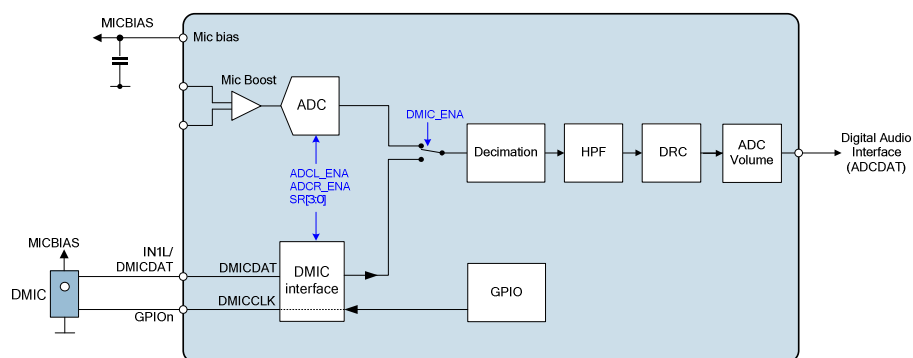 MICBIAS
Mic bias
Mic Boost
ADC
DMIC_ENA
ADCL_ENA
ADCR_ENA
SR[3:0]
Decimation
HPF
DRC
ADC
Volume
Digital Audio
Interface
(ADCDAT)
MICBIAS
IN1L/
DMICDAT
DMICDAT
DMIC
interface
DMIC
GPIOn
DMICCLK
GPIO